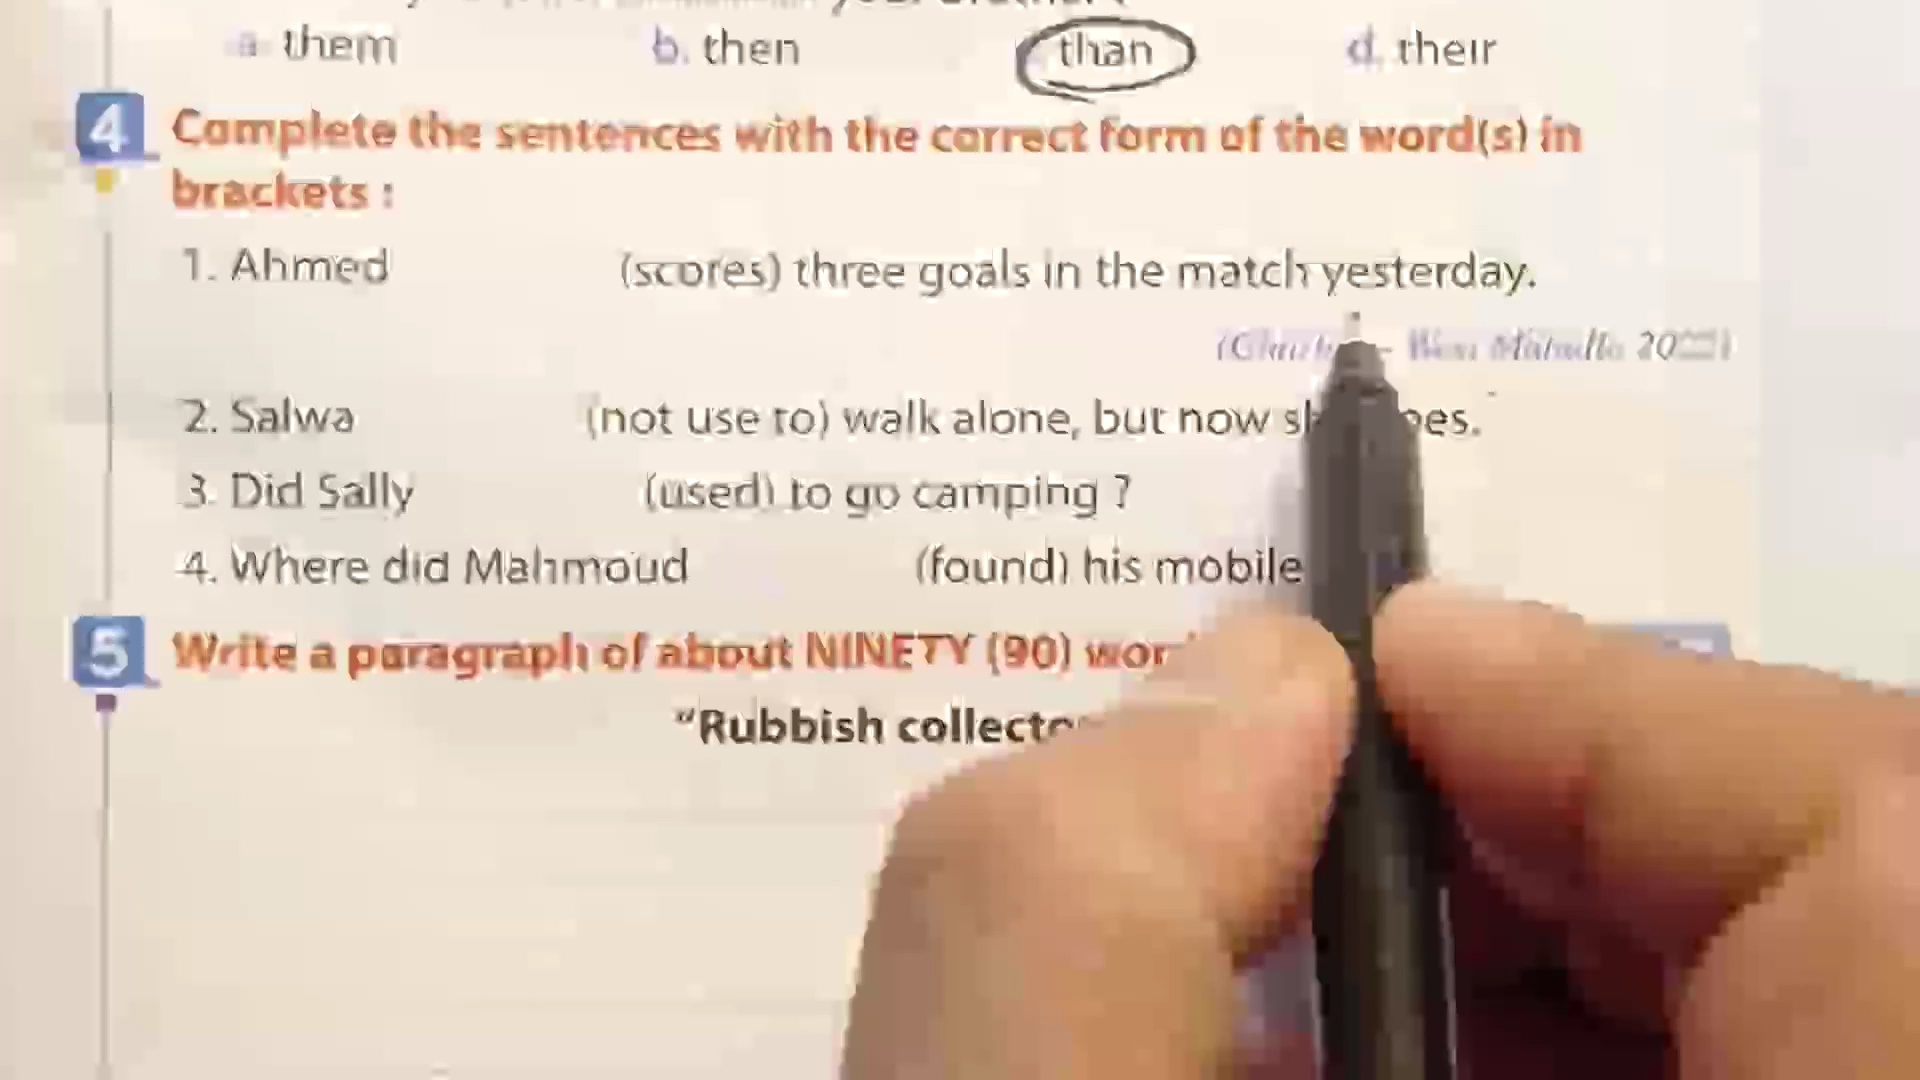 a. them b. then than d. their
4 Complete the sentences with the correct form of the word(s) in
brackets :
1. Ahmed (scores) three goals in the match yesterday.
West 20
2. Salwa (not use to) walk alone, but now
3. Did Sally (used) to go camping ?
4. Where did Mahmoud (found) his mobile
5 Write a paragraph of about NINETY (90)
"Rubbish